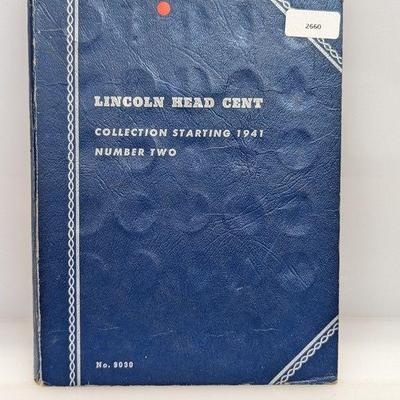 2660
LINCOLN HEAD CENT
COLLECTION STARTING 1941
NUMBER TWO
No. 9030